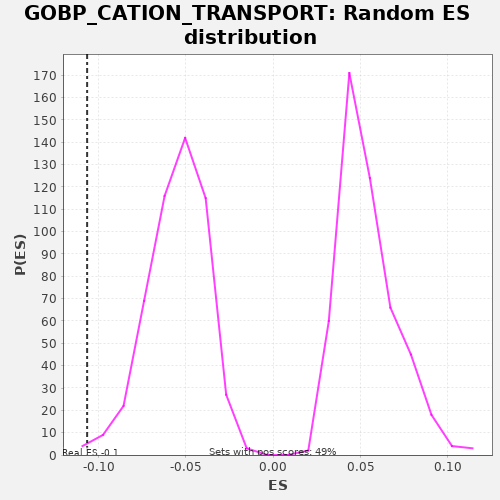 GOBP_CATION_TRANSPORT: Random ES
distribution
P(ES)
170
160
150
140
130
120
110
100
90
80
70
60
50
40
30
20
10
0
Real ES -0.1
Sets with pos scores: 49%
-0.10 -0.05 0.00 0.05 0.10
ES